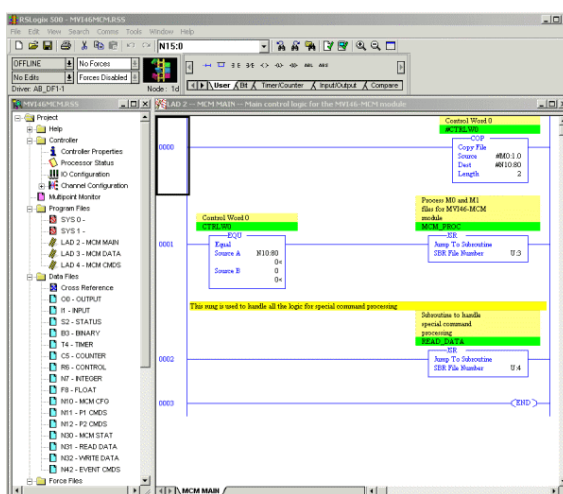 RSLogix 500 - MVI46MCM.RSS
File Edit View Search Comms Tools Window Help
N15:0
OFFLINE No Forces
No Edits Forces Disabled
Driver: AB_DF1-1 Node: 1d
User Bit Timer/Counter Input/Output Compare
MVI46MCM.RSS
Project
Help
Controller
Controller Properties
Processor Status
IO Configuration
Channel Configuration
Multipoint Monitor
Program Files
SYS 0 -
SYS 1 -
LAD 2 - MCM MAIN
LAD 3 - MCM DATA
LAD 4 - MCM CMDS
Data Files
Cross Reference
O0 - OUTPUT
I1 - INPUT
S2 - STATUS
B3 - BINARY
T4 - TIMER
C5 - COUNTER
R6 - CONTROL
N7 - INTEGER
F8 - FLOAT
N10 - MCM CFG
N11 - P1 CMDS
N12 - P2 CMDS
N30 - MCM STAT
N31 - READ DATA
N32 - WRITE DATA
N42 - EVENT CMDS
Force Files
LAD 2 -- MCM MAIN -- Main control logic for the MVI46-MCM module
0000
Control Word 0
#CTRLW0
COP
Copy File
Source #M0:1.0
Dest #N10:80
Length 2
0001
Control Word 0
CTRLW0
EQU
Equal
Source A N10:80
0<
Source B 0
0<
Process M0 and M1
files for MVI46-MCM
module
MCM_PROC
JSR
Jump To Subroutine
SBR File Number U:3
This rung is used to handle all the logic for special command processing
0002
Subroutine to handle
special command
processing
READ_DATA
JSR
Jump To Subroutine
SBR File Number U:4
0003
END
MCM MAIN